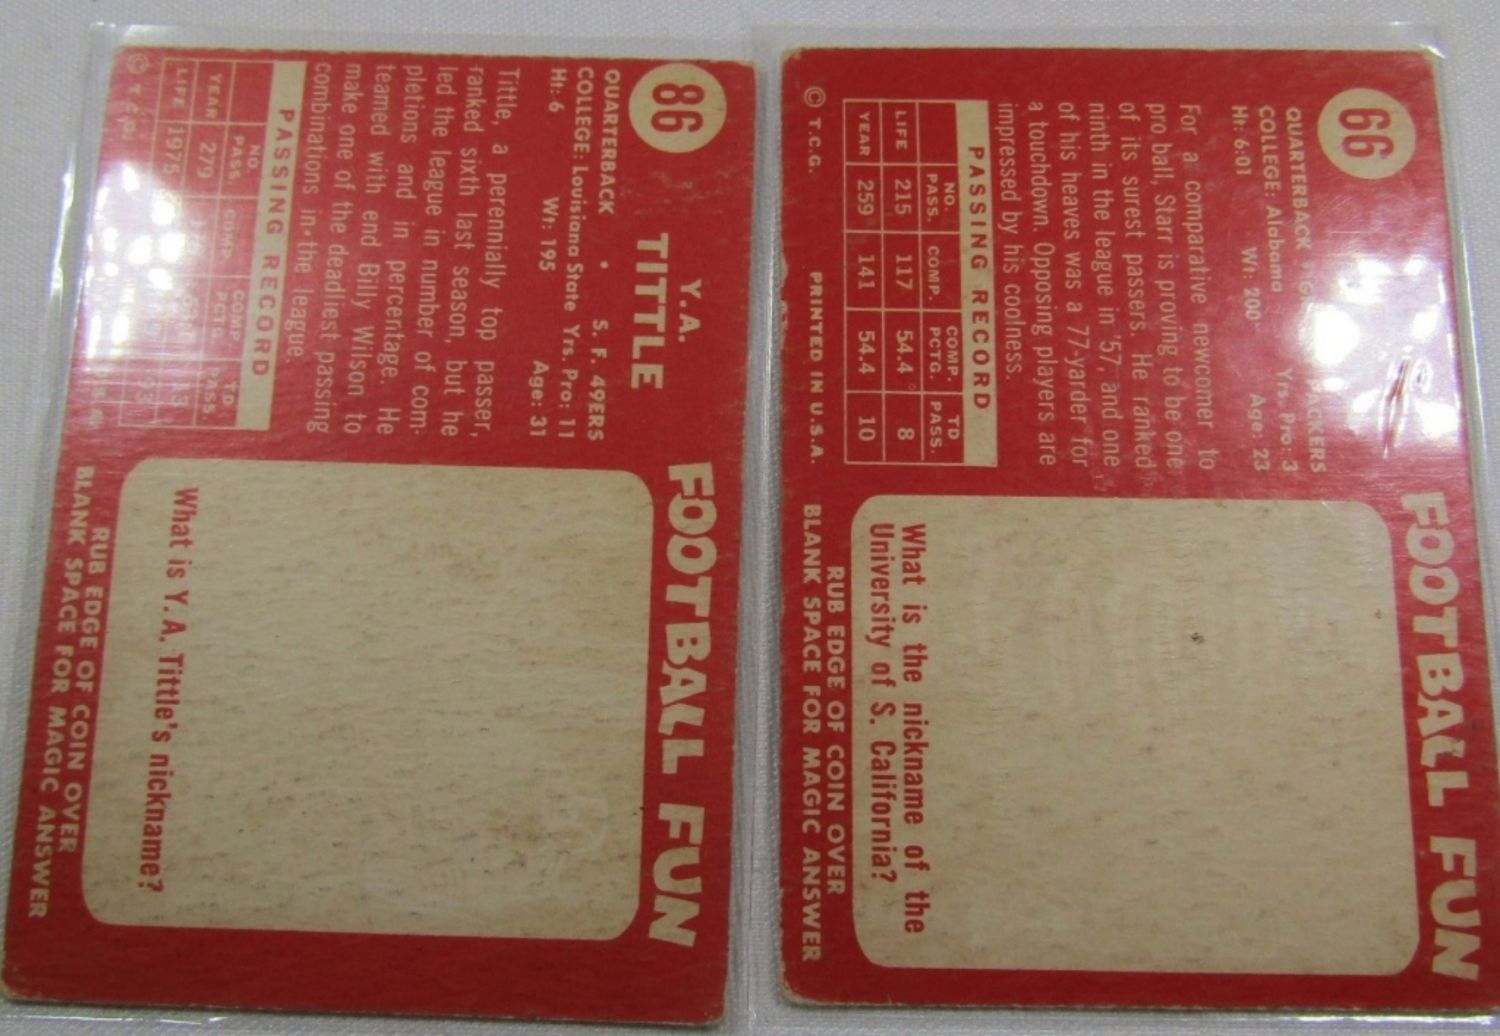 86
Y.A.
TITTLE
QUARTERBACK • S. F. 49ERS
COLLEGE: Louisiana State Yrs. Pro: 11
Ht: 6 Wt: 195 Age: 31
Tittle, a perennially top passer,
ranked sixth last season, but he
led the league in number of com-
pletions and in percentage. He
teamed with end Billy Wilson to
make one of the deadliest passing
combinations in the league.
PASSING RECORD
NO. PASS. COMP. COMP. PCTG. TD PASS.
YEAR 279 13
LIFE 1975 93
© T.C.G.
FOOTBALL FUN
What is Y. A. Tittle's nickname?
RUB EDGE OF COIN OVER
BLANK SPACE FOR MAGIC ANSWER
66
QUARTERBACK PACKERS
COLLEGE: Alabama Yrs. Pro: 3
Ht: 6:01 Wt: 200 Age: 23
For a comparative newcomer to
pro ball, Starr is proving to be one
of its surest passers. He ranked
ninth in the league in '57, and one
of his heaves was a 77-yarder for
a touchdown. Opposing players are
impressed by his coolness.
PASSING RECORD
NO. PASS. COMP. COMP. PCTG. TD PASS.
LIFE 215 117 54.4 8
YEAR 259 141 54.4 10
© T.C.G. PRINTED IN U.S.A.
FOOTBALL FUN
What is the nickname of the
University of S. California?
RUB EDGE OF COIN OVER
BLANK SPACE FOR MAGIC ANSWER